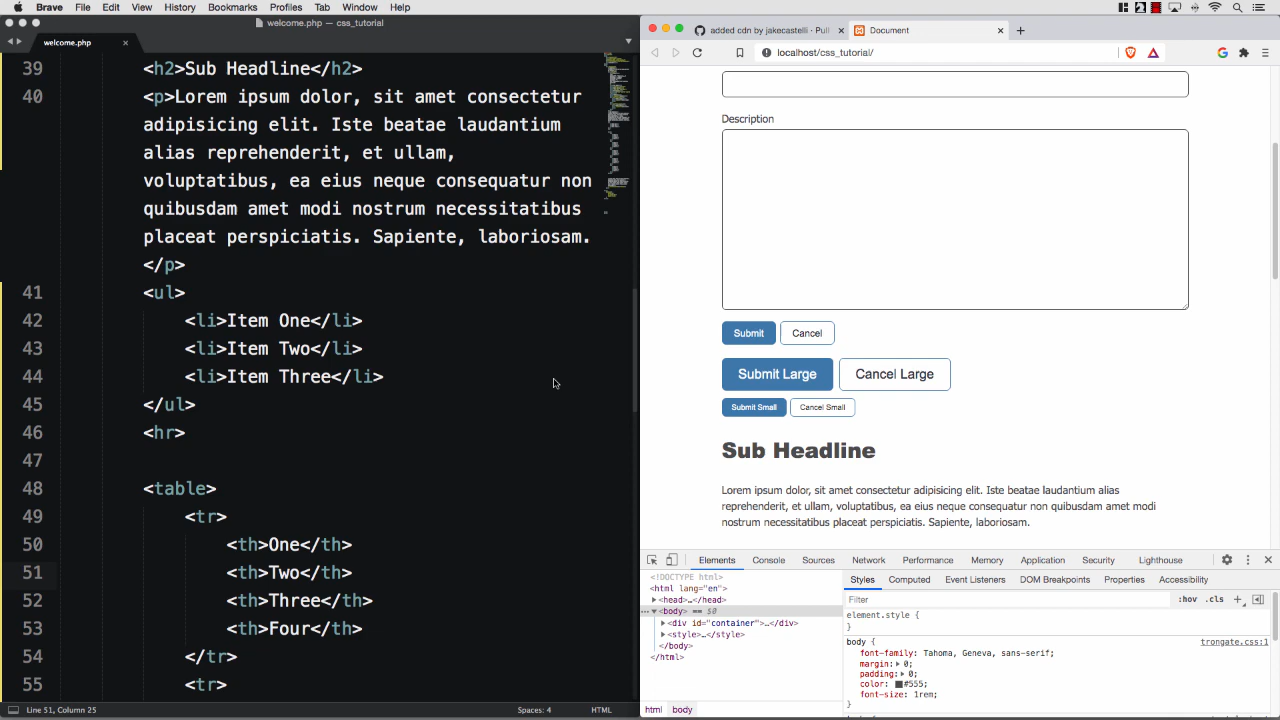 Brave File Edit View History Bookmarks Profiles Tab Window Help
welcome.php — css_tutorial
welcome.php
39 <h2>Sub Headline</h2>
40 <p>Lorem ipsum dolor, sit amet consectetur
adipisicing elit. Iste beatae laudantium
alias reprehenderit, et ullam,
voluptatibus, ea eius neque consequatur non
quibusdam amet modi nostrum necessitatibus
placeat perspiciatis. Sapiente, laboriosam.
</p>
41 <ul>
42 <li>Item One</li>
43 <li>Item Two</li>
44 <li>Item Three</li>
45 </ul>
46 <hr>
47
48 <table>
49 <tr>
50 <th>One</th>
51 <th>Two</th>
52 <th>Three</th>
53 <th>Four</th>
54 </tr>
55 <tr>
Line 51, Column 25 Spaces: 4 HTML
added cdn by jakecastelli · Pull
Document
localhost/css_tutorial/
Description
Submit Cancel
Submit Large Cancel Large
Submit Small Cancel Small
Sub Headline
Lorem ipsum dolor, sit amet consectetur adipisicing elit. Iste beatae laudantium alias
reprehenderit, et ullam, voluptatibus, ea eius neque consequatur non quibusdam amet modi
nostrum necessitatibus placeat perspiciatis. Sapiente, laboriosam.
Elements Console Sources Network Performance Memory Application Security Lighthouse
<!DOCTYPE html>
<html lang="en">
<head>…</head>
<body> == $0
<div id="container">…</div>
<style>…</style>
</body>
</html>
html body
Styles Computed Event Listeners DOM Breakpoints Properties Accessibility
Filter :hov .cls
element.style {
}
body { trongate.css:1
font-family: Tahoma, Geneva, sans-serif;
margin: 0;
padding: 0;
color: #555;
font-size: 1rem;
}